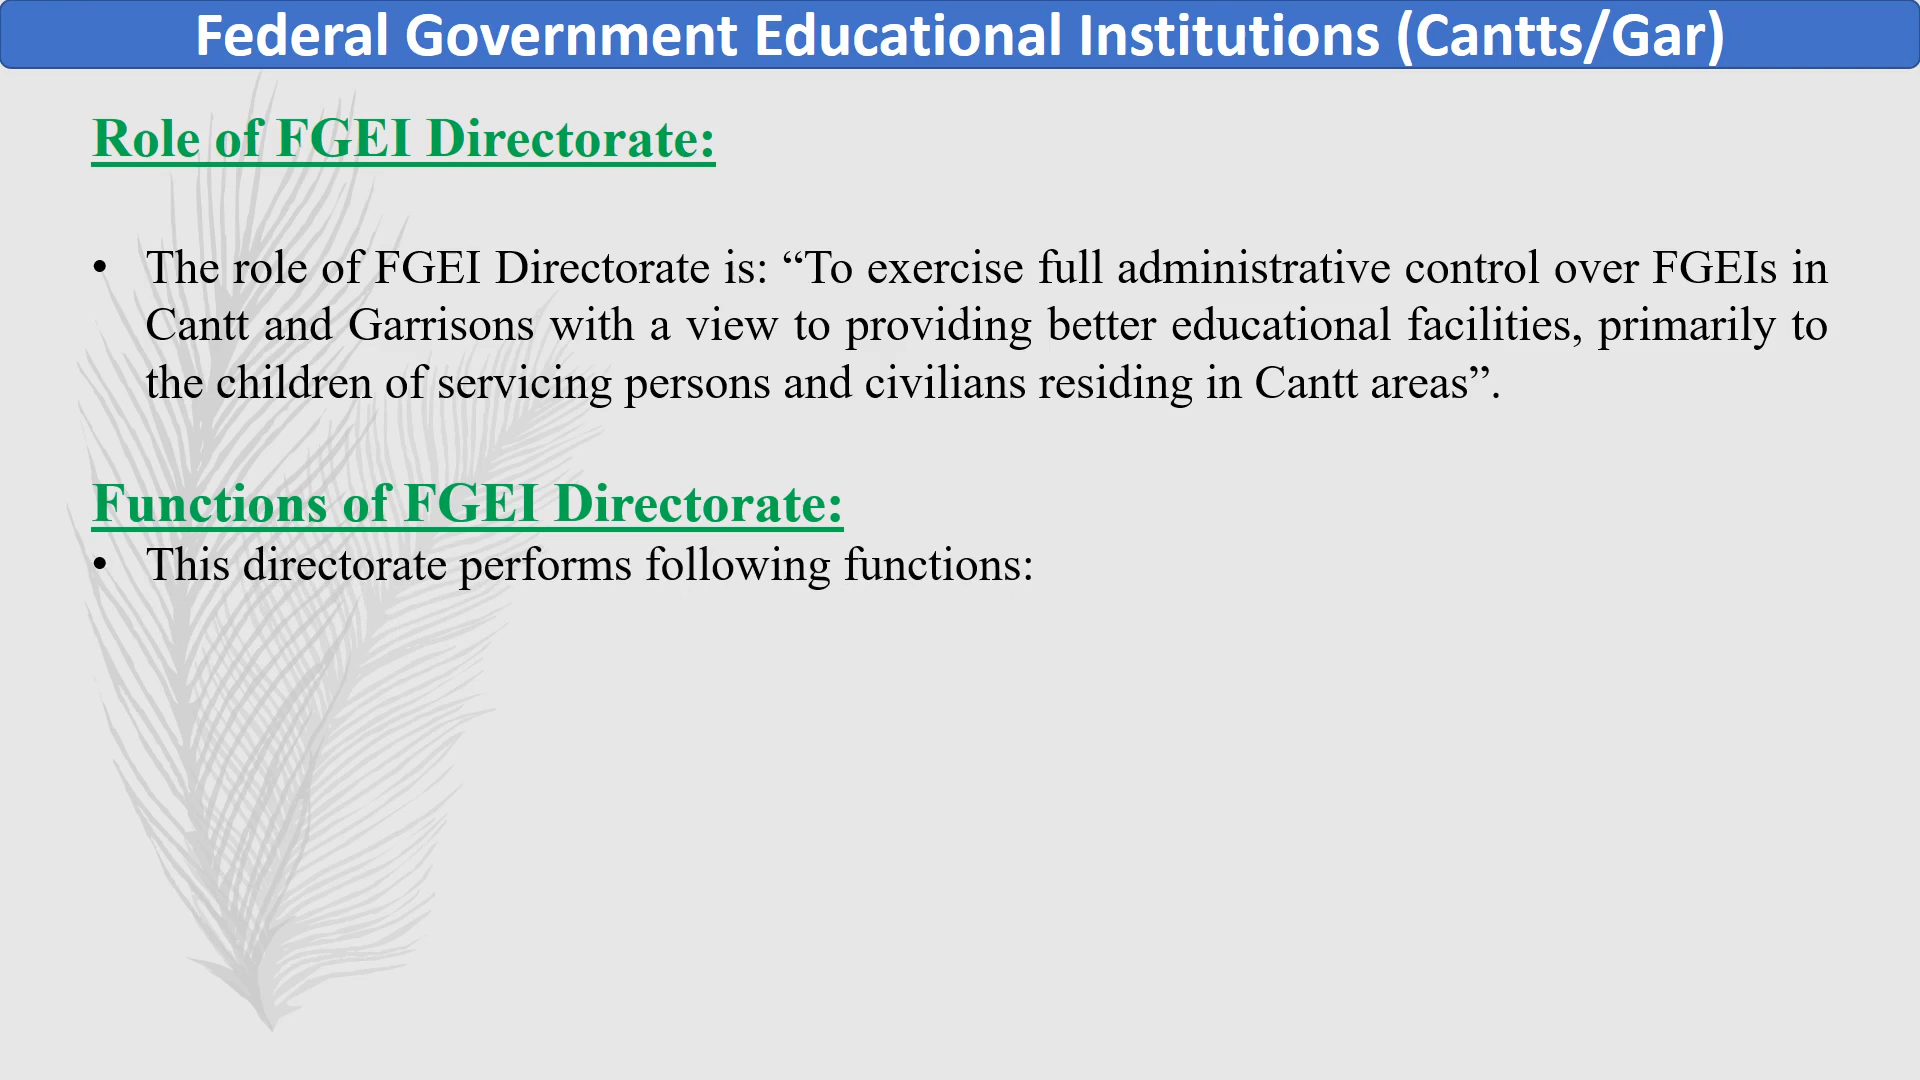 Federal Government Educational Institutions (Cantts/Gar)
Role of FGEI Directorate:
• The role of FGEI Directorate is: “To exercise full administrative control over FGEIs in
Cantt and Garrisons with a view to providing better educational facilities, primarily to
the children of servicing persons and civilians residing in Cantt areas”.
Functions of FGEI Directorate:
• This directorate performs following functions: